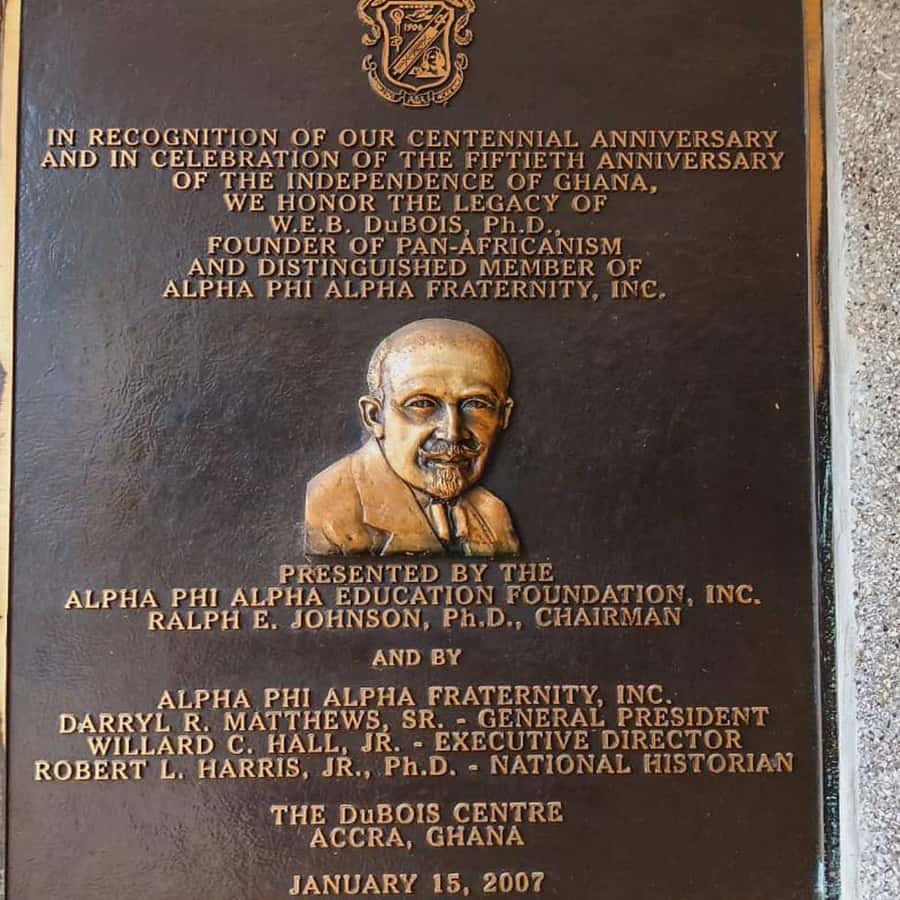 1906
ΑΦΑ
IN RECOGNITION OF OUR CENTENNIAL ANNIVERSARY
AND IN CELEBRATION OF THE FIFTIETH ANNIVERSARY
OF THE INDEPENDENCE OF GHANA,
WE HONOR THE LEGACY OF
W.E.B. DuBOIS, Ph.D.,
FOUNDER OF PAN-AFRICANISM
AND DISTINGUISHED MEMBER OF
ALPHA PHI ALPHA FRATERNITY, INC.
PRESENTED BY THE
ALPHA PHI ALPHA EDUCATION FOUNDATION, INC.
RALPH E. JOHNSON, Ph.D., CHAIRMAN
AND BY
ALPHA PHI ALPHA FRATERNITY, INC.
DARRYL R. MATTHEWS, SR. - GENERAL PRESIDENT
WILLARD C. HALL, JR. - EXECUTIVE DIRECTOR
ROBERT L. HARRIS, JR., Ph.D. - NATIONAL HISTORIAN
THE DuBOIS CENTRE
ACCRA, GHANA
JANUARY 15, 2007